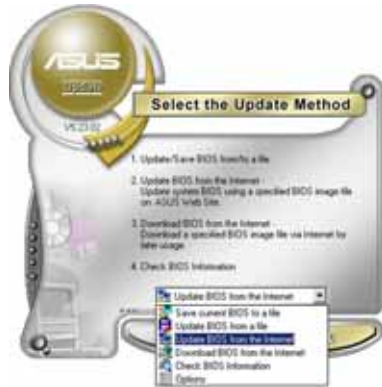 ASUS
Update
V5.23.02
Select the Update Method
1. Update/Save BIOS from/to a file
2. Update BIOS from the Internet -
Update system BIOS using a specified BIOS image file
on ASUS Web Site.
3. Download BIOS from the Internet -
Download a specified BIOS image file via Internet for
later usage.
4. Check BIOS Information
Update BIOS from the Internet
Save current BIOS to a file
Update BIOS from a file
Update BIOS from the Internet
Download BIOS from the Internet
Check BIOS Information
Options